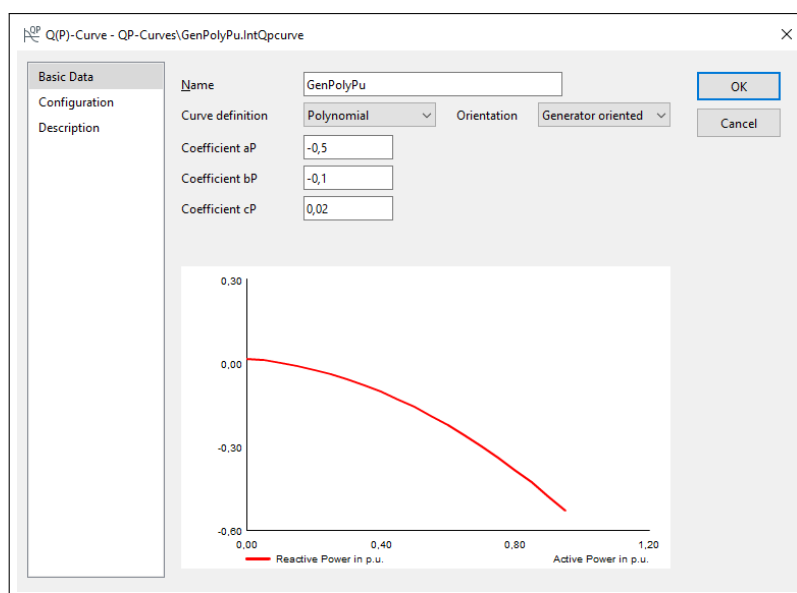 QP Q(P)-Curve - QP-Curves\GenPolyPu.IntQpcurve
Basic Data
Configuration
Description
Name GenPolyPu
Curve definition Polynomial Orientation Generator oriented
Coefficient aP -0,5
Coefficient bP -0,1
Coefficient cP 0,02
OK
Cancel
0,30
0,00
-0,30
-0,60
0,00 0,40 0,80 1,20
Reactive Power in p.u. Active Power in p.u.